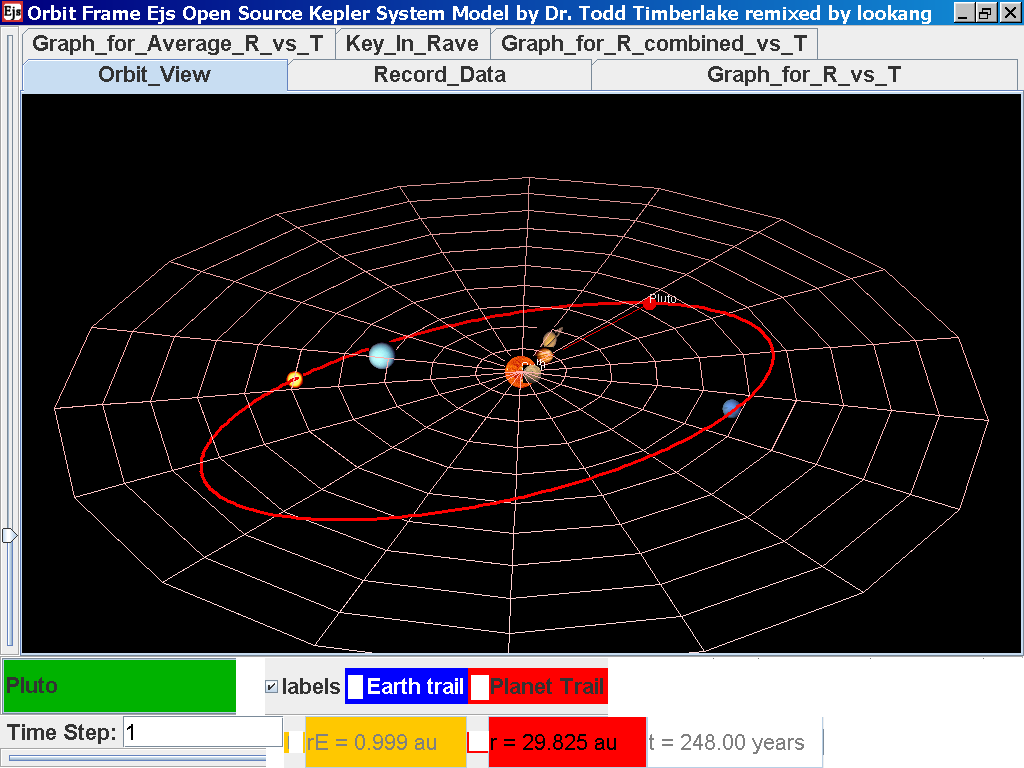 Ejs Orbit Frame Ejs Open Source Kepler System Model by Dr. Todd Timberlake remixed by lookang
Graph_for_Average_R_vs_T Key_In_Rave Graph_for_R_combined_vs_T
Orbit_View Record_Data Graph_for_R_vs_T
Pluto
Pluto labels Earth trail Planet Trail
Time Step: 1 rE = 0.999 au r = 29.825 au t = 248.00 years